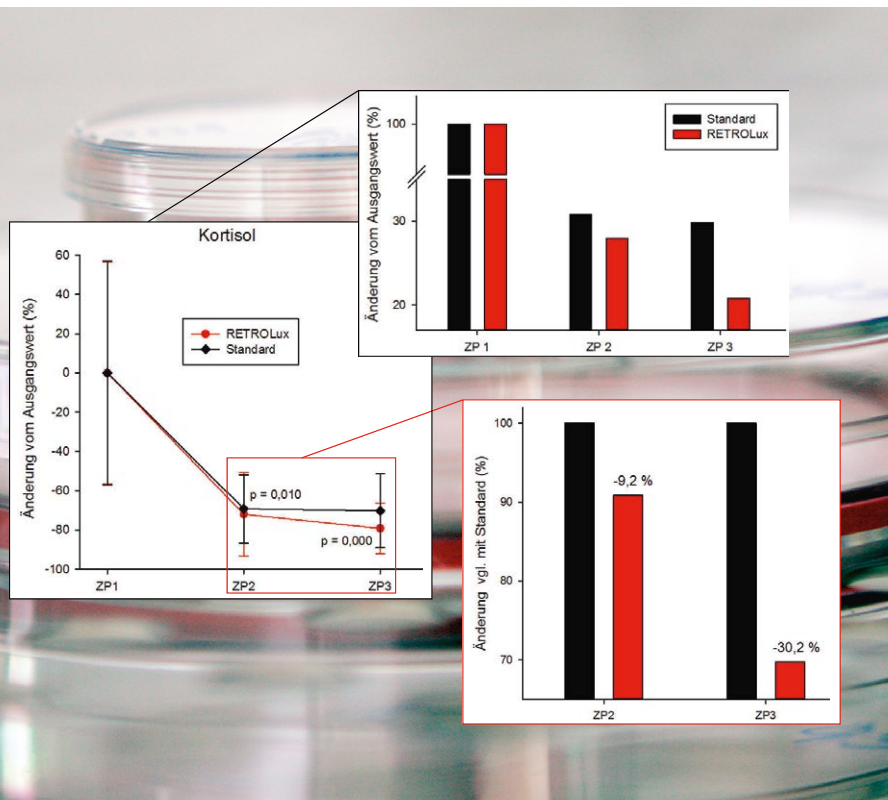 Änderung vom Ausgangswert (%)
100
30
20
Standard
RETROLux
ZP 1
ZP 2
ZP 3
Kortisol
Änderung vom Ausgangswert (%)
60
40
20
0
-20
-40
-60
-80
-100
RETROLux
Standard
p = 0,010
p = 0,000
ZP1
ZP2
ZP3
Änderung vgl. mit Standard (%)
100
90
80
70
-9,2 %
-30,2 %
ZP2
ZP3